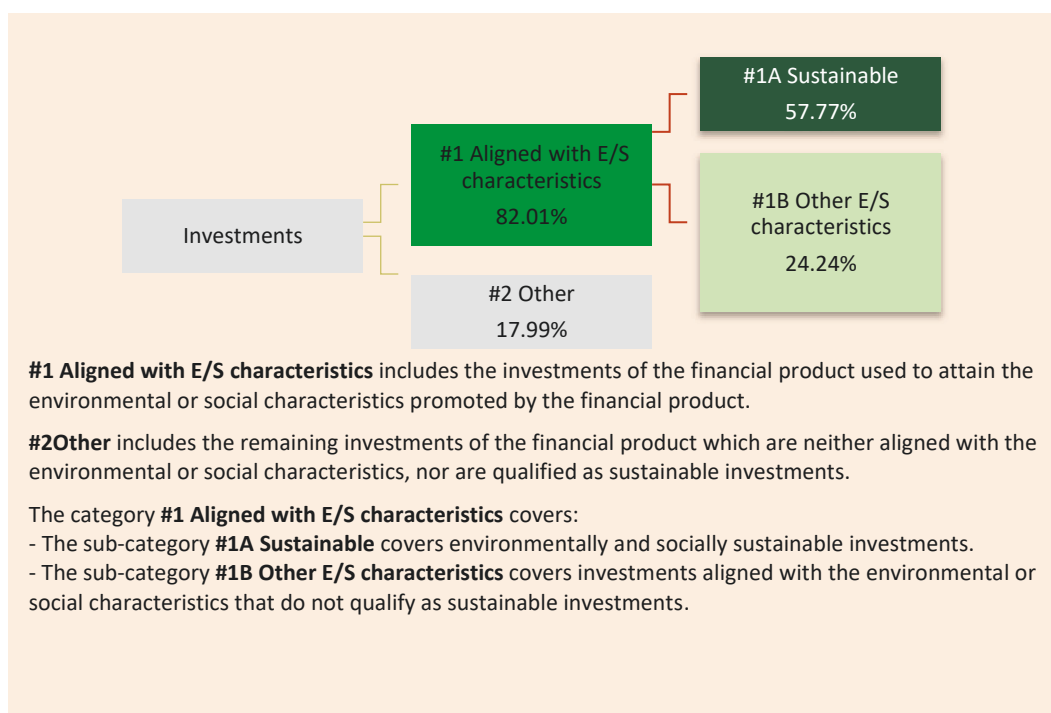 #1A Sustainable
57.77%
#1 Aligned with E/S
characteristics
82.01%
#1B Other E/S
characteristics
24.24%
Investments
#2 Other
17.99%
#1 Aligned with E/S characteristics includes the investments of the financial product used to attain the
environmental or social characteristics promoted by the financial product.
#2Other includes the remaining investments of the financial product which are neither aligned with the
environmental or social characteristics, nor are qualified as sustainable investments.
The category #1 Aligned with E/S characteristics covers:
- The sub-category #1A Sustainable covers environmentally and socially sustainable investments.
- The sub-category #1B Other E/S characteristics covers investments aligned with the environmental or
social characteristics that do not qualify as sustainable investments.